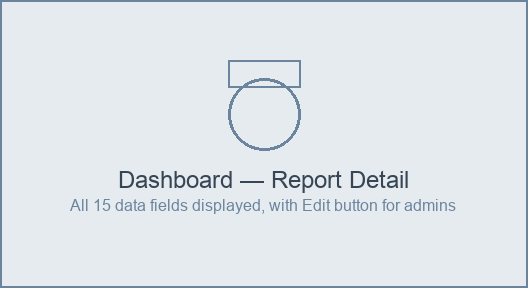 Dashboard — Report Detail
All 15 data fields displayed, with Edit button for admins